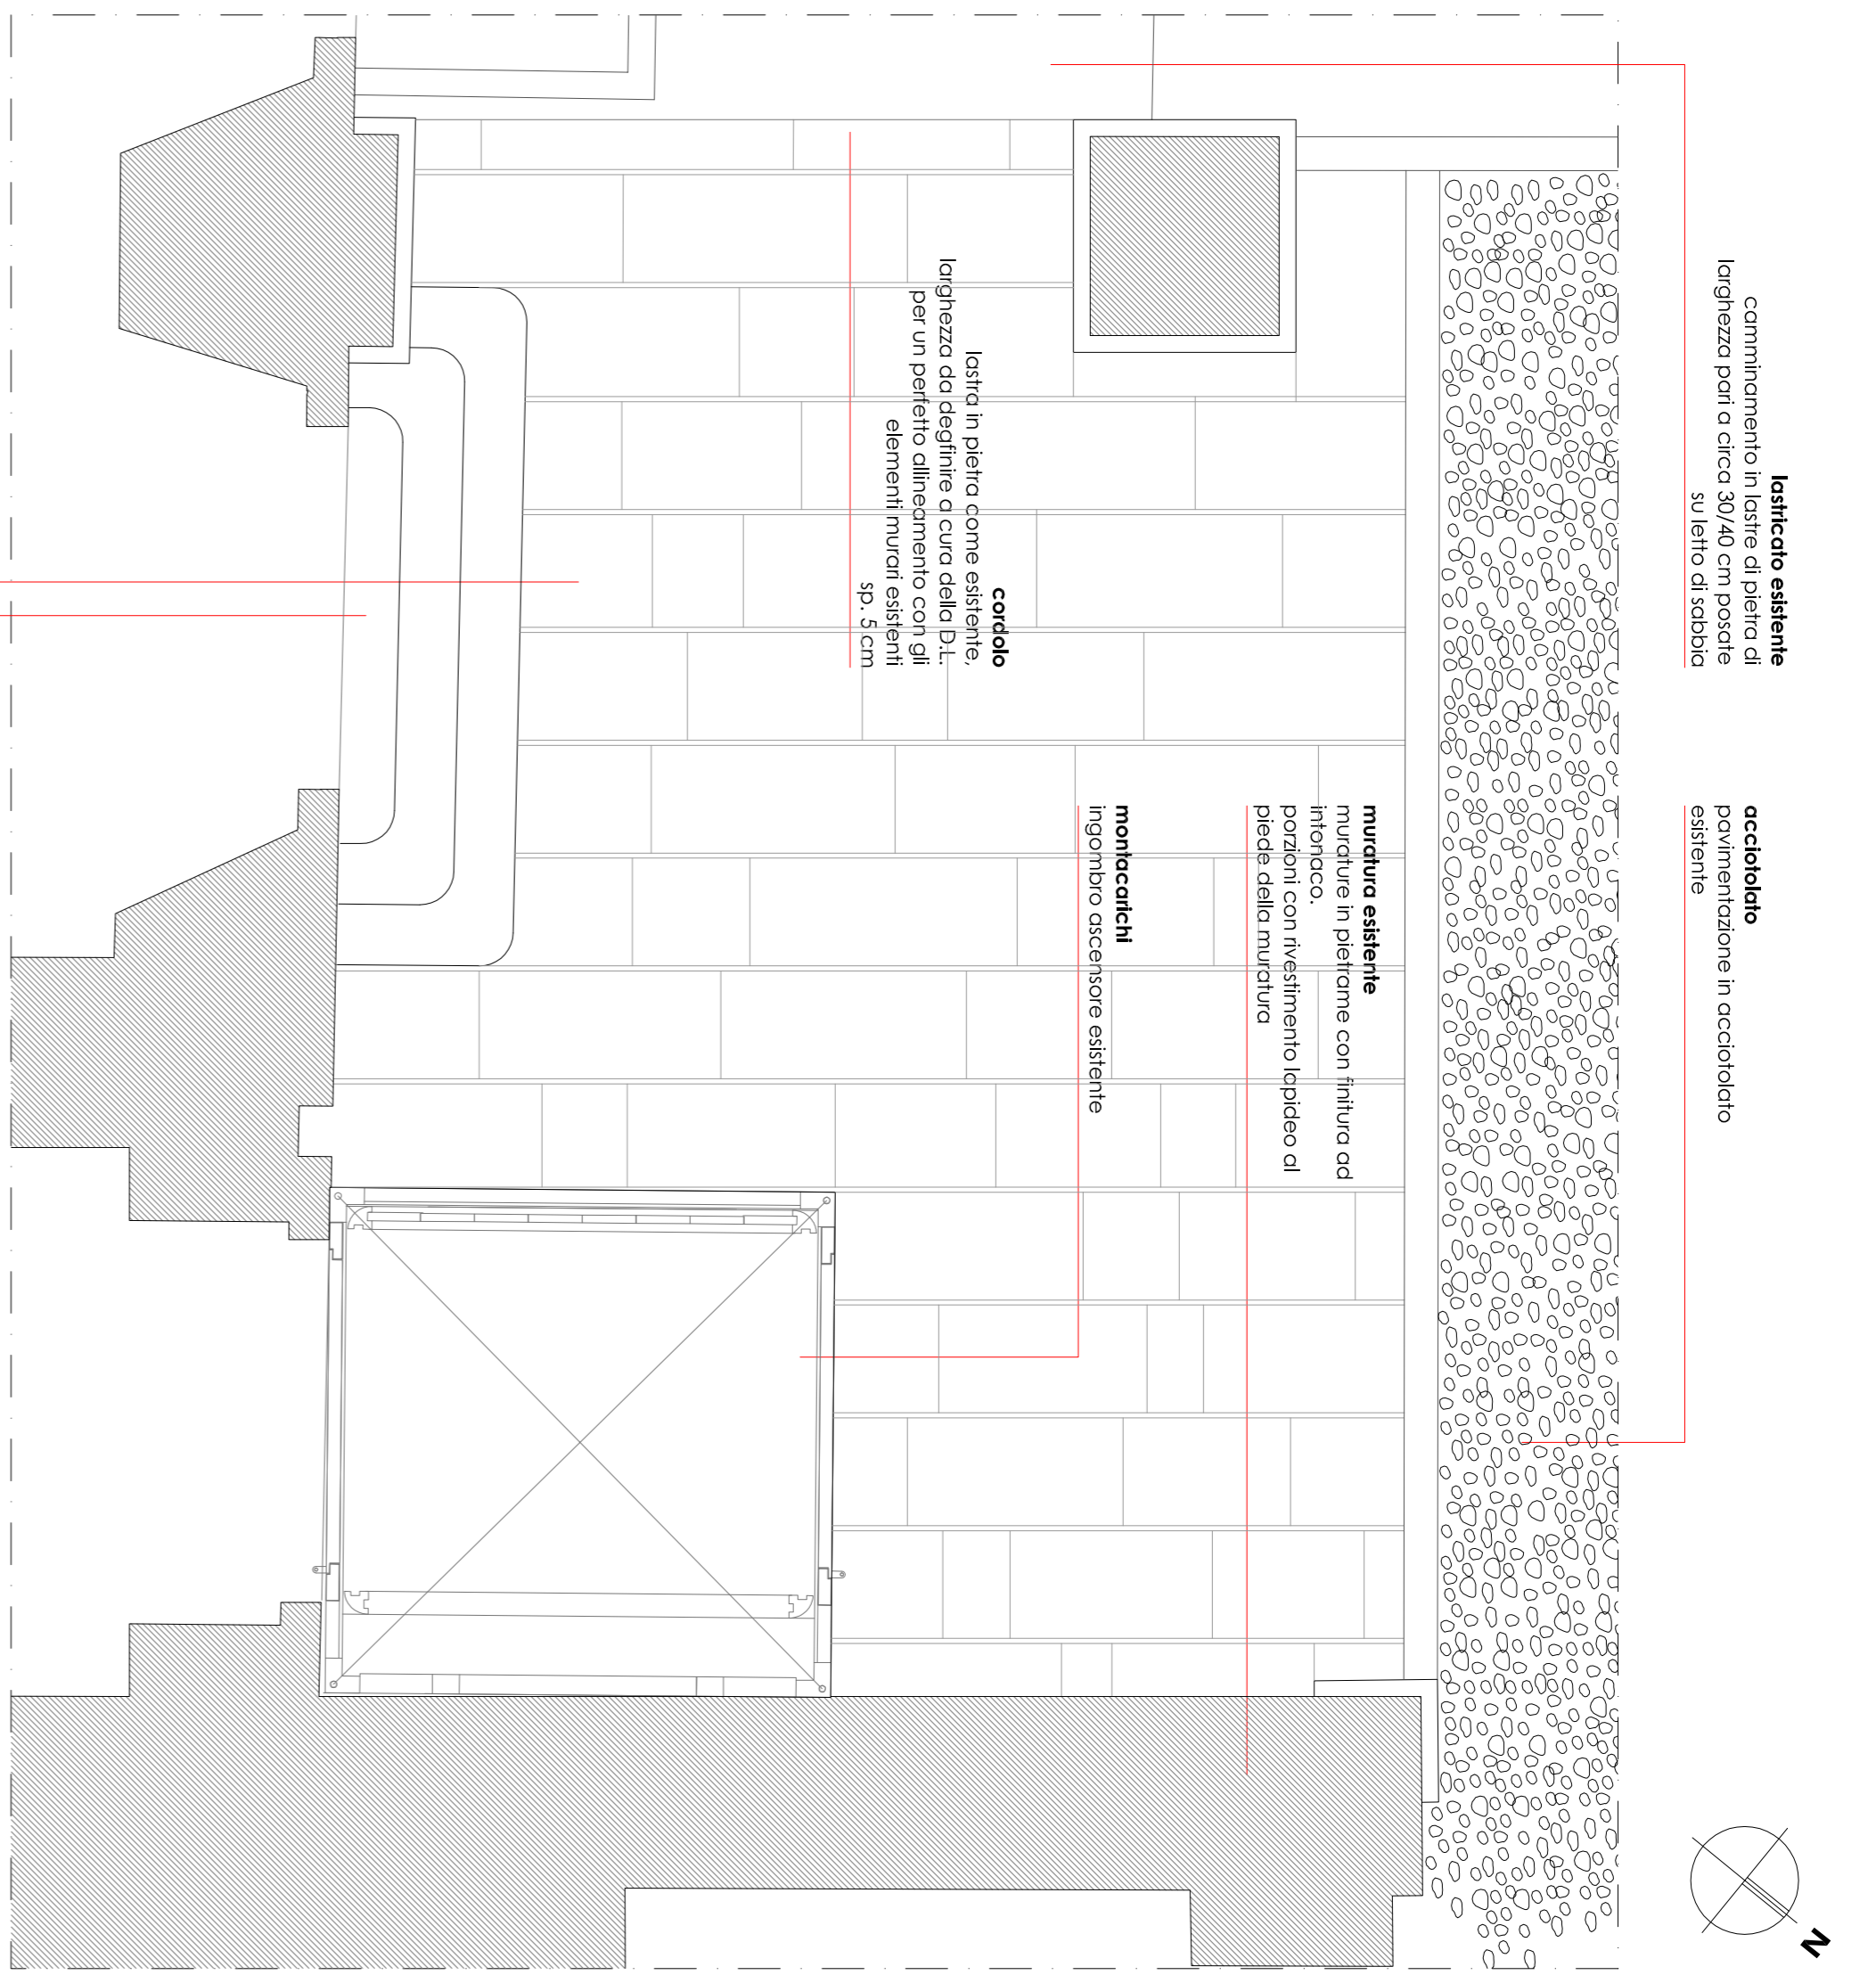 lastricato esistente
camminamento in lastre di pietra di
larghezza pari a circa 30/40 cm posate
su letto di sabbia
acciotolato
pavimentazione in acciotolato
esistente
cordolo
lastra in pietra come esistente,
larghezza da degfinire a cura della D.L.
per un perfetto allineamento con gli
elementi murari esistenti
sp. 5 cm
muratura esistente
murature in pietrame con finitura ad
intonaco.
porzioni con rivestimento lapideo al
piede della muratura
montacarichi
ingombro ascensore esistente
N